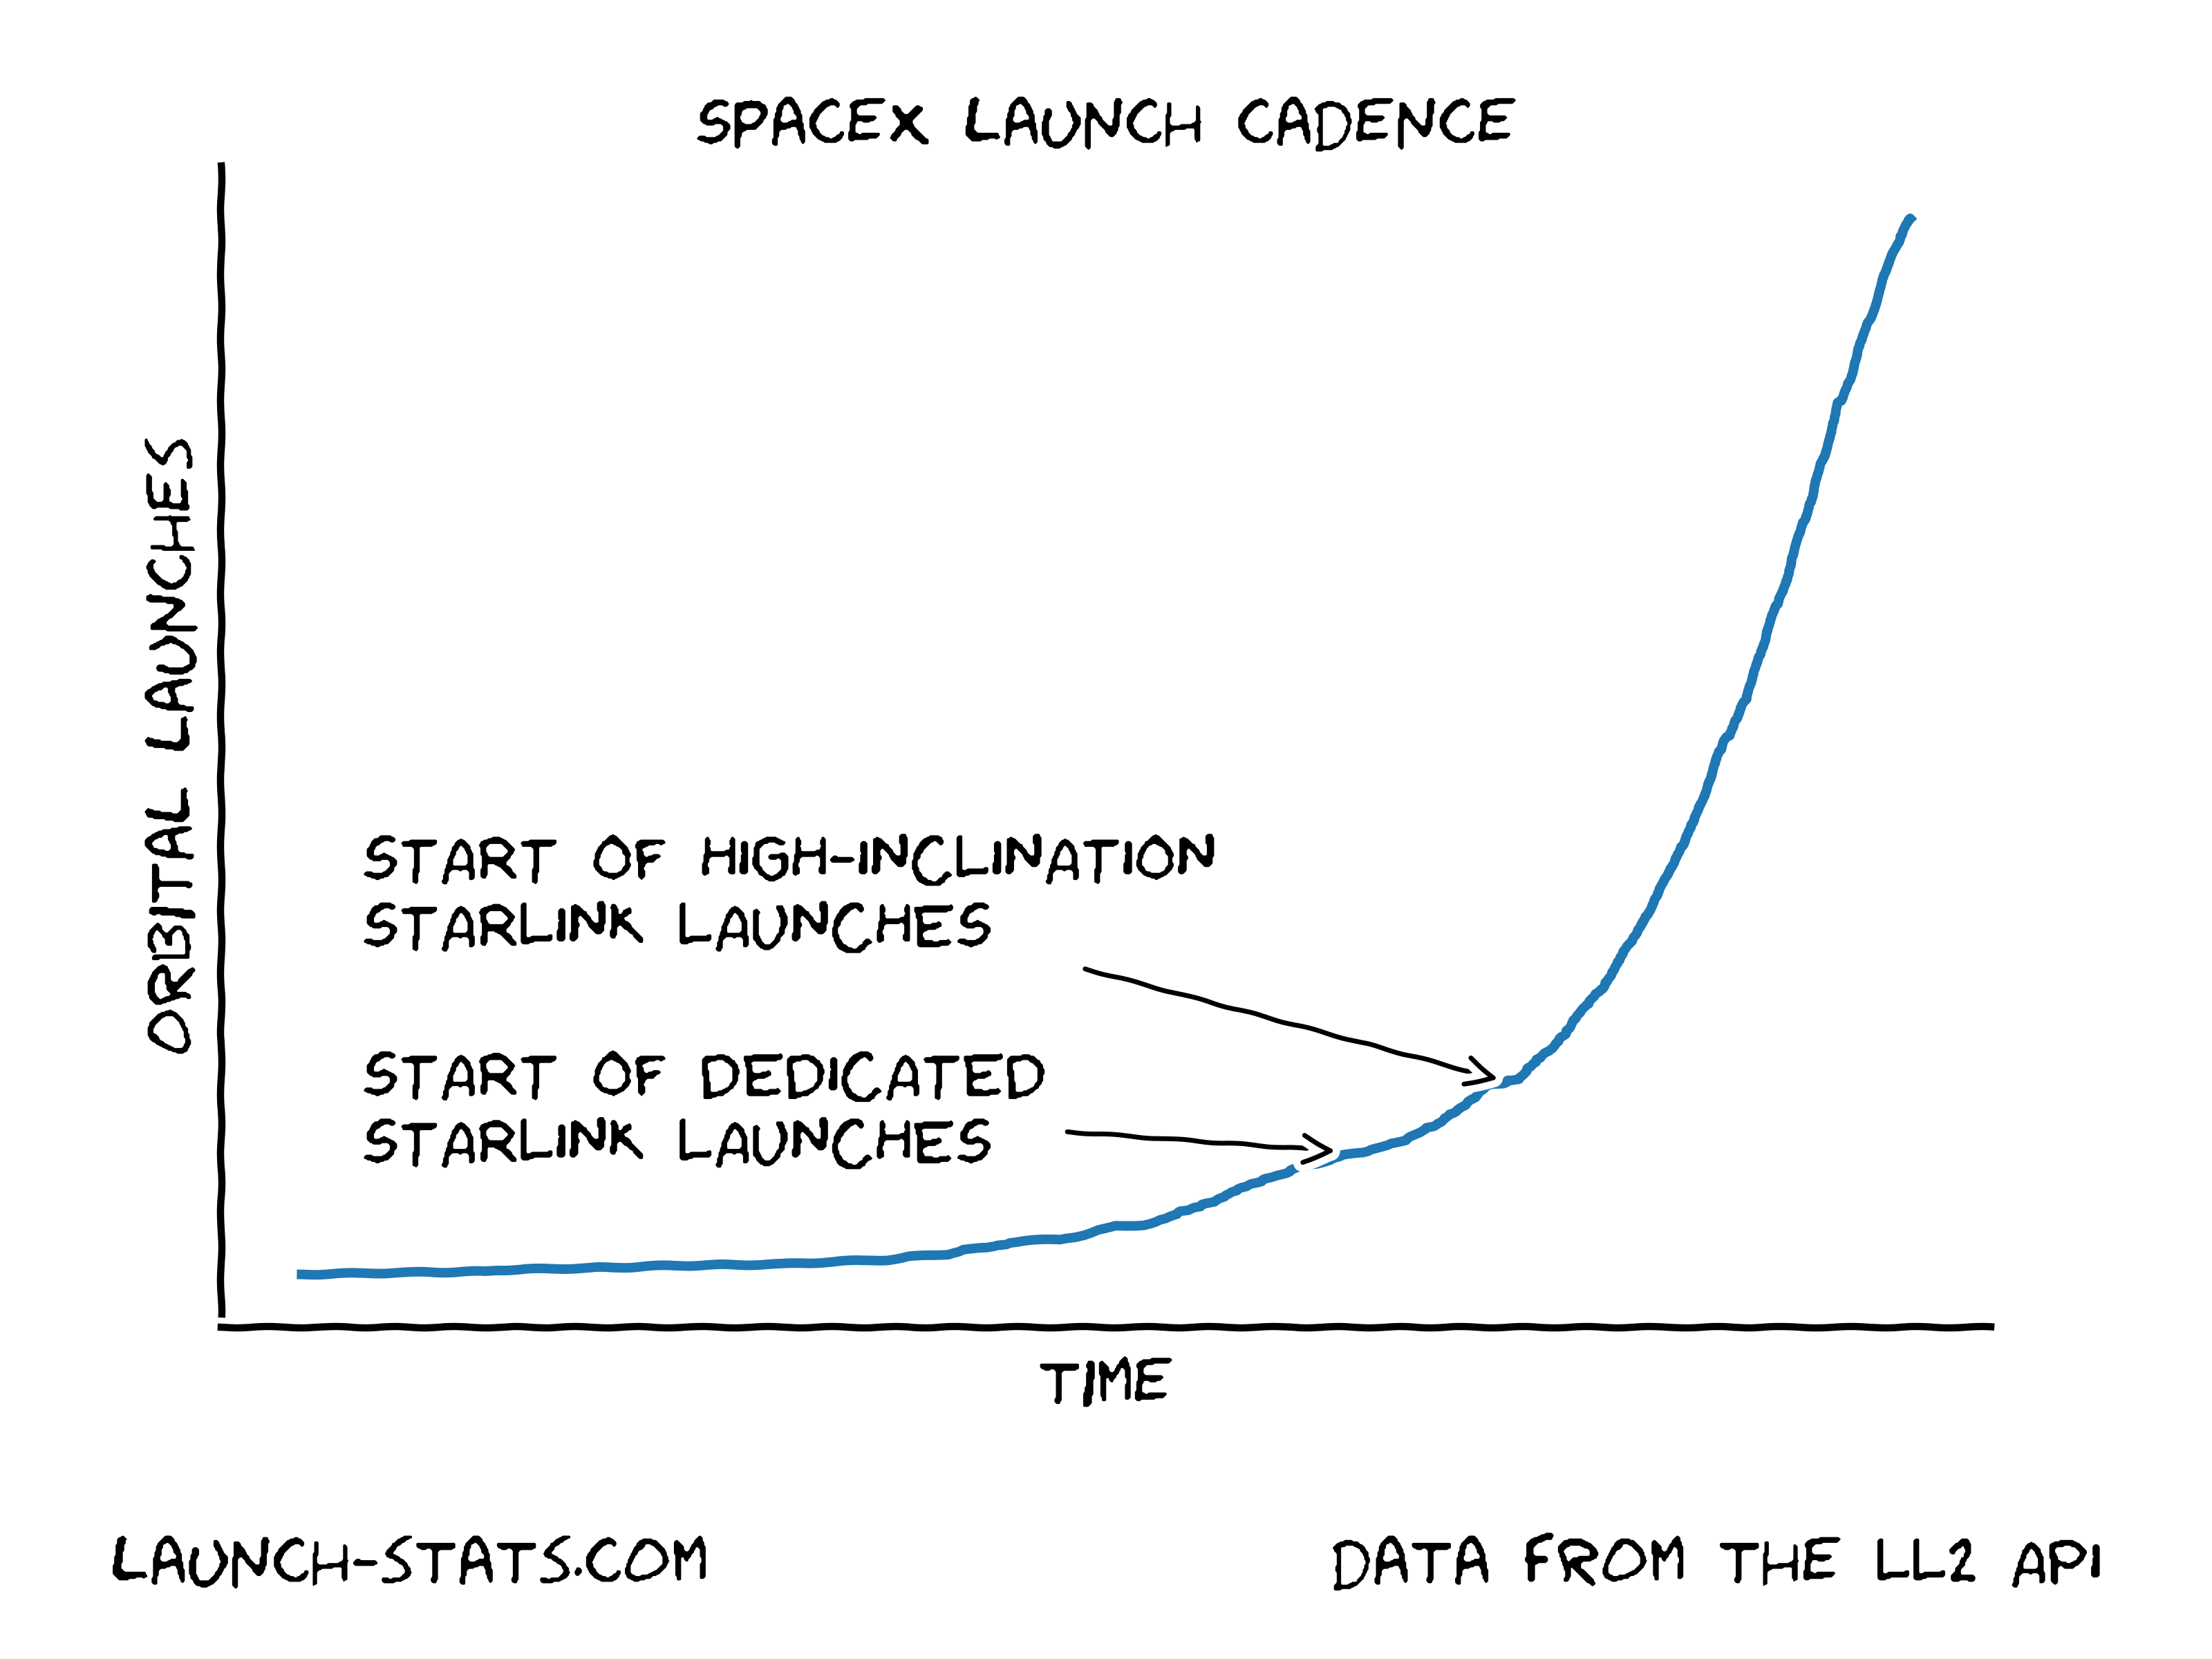 SPACEX LAUNCH CADENCE
ORBITAL LAUNCHES
START OF HIGH-INCLINATION
STARLINK LAUNCHES
START OF DEDICATED
STARLINK LAUNCHES
TIME
LAUNCH-STATS.COM
DATA FROM THE LL2 API